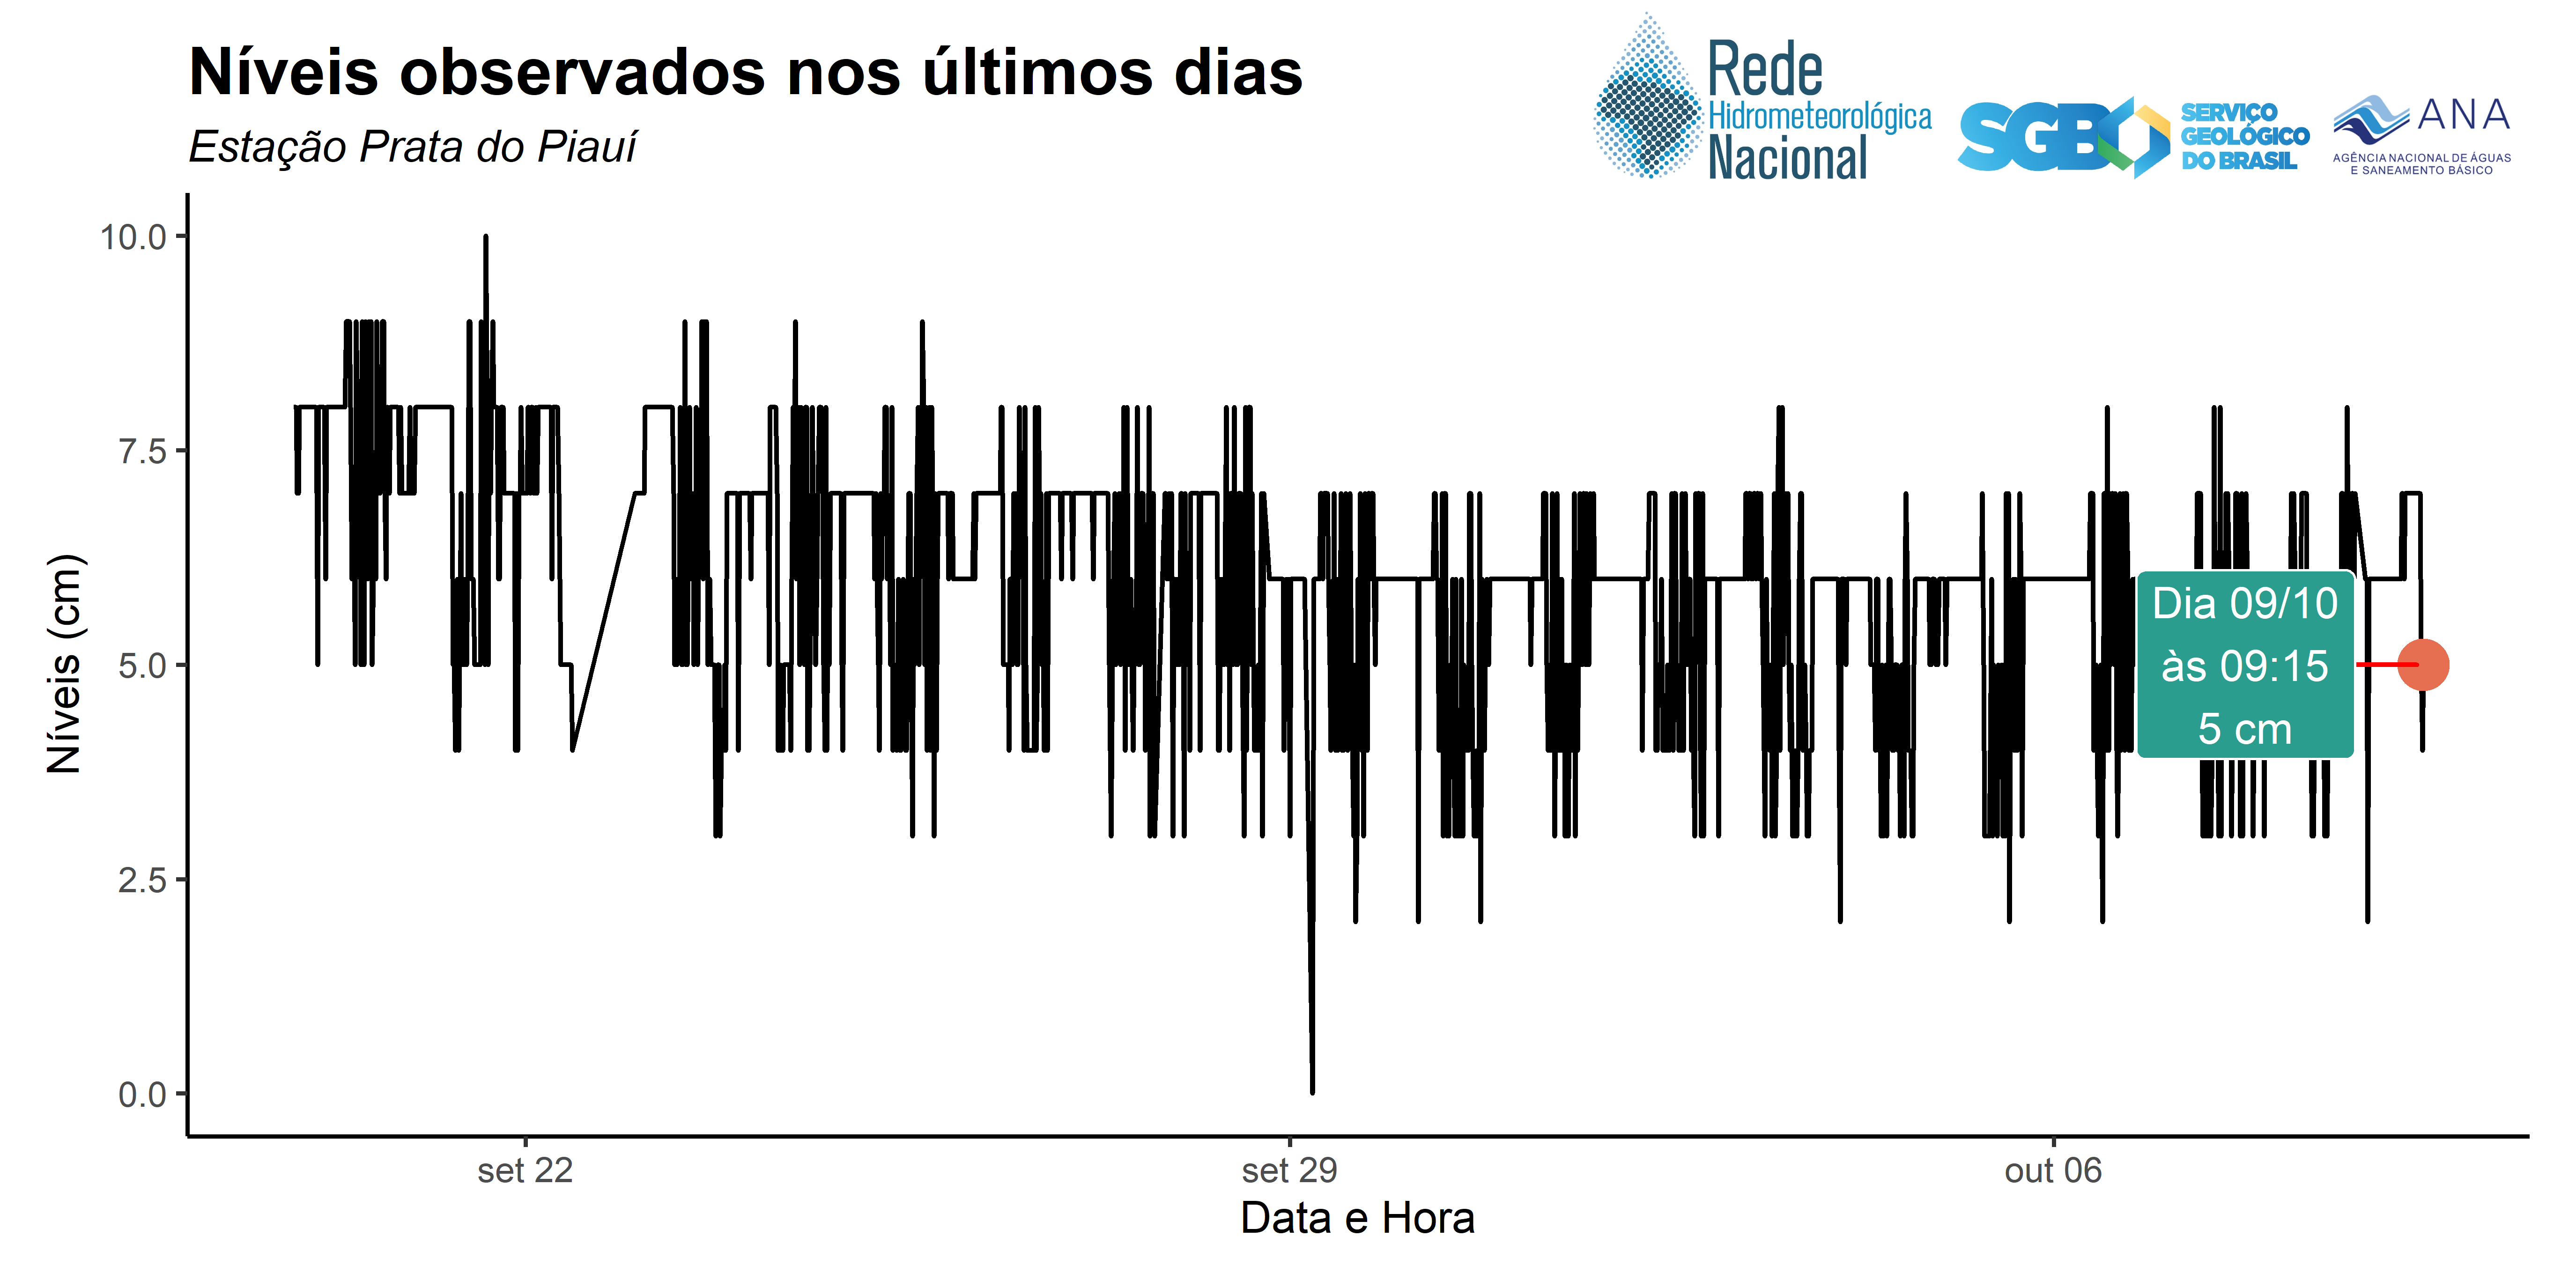 Níveis observados nos últimos dias
Estação Prata do Piauí
Rede
Hidrometeorológica
Nacional
SGB
SERVIÇO
GEOLÓGICO
DO BRASIL
ANA
AGÊNCIA NACIONAL DE ÁGUAS
E SANEAMENTO BÁSICO
Níveis (cm)
10.0
7.5
5.0
2.5
0.0
Dia 09/10
às 09:15
5 cm
set 22
set 29
out 06
Data e Hora